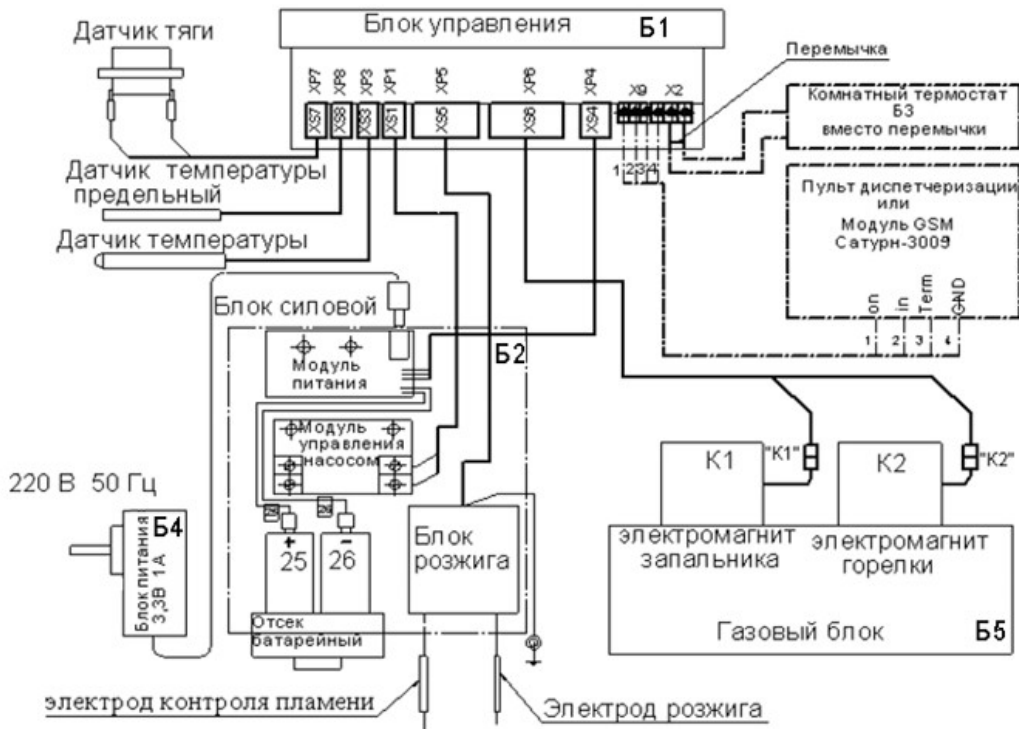 Блок управления Б1
Датчик тяги
XP7 XP8 XP3 XP1 XP5 XP6 XP4 X9 X2
XS7 XS8 XS3 XS1 XS5 XS6 XS4
Перемычка
Комнатный термостат
Б3
вместо перемычки
1 2 3 4
Датчик температуры
предельный
Датчик температуры
Пульт диспетчеризации
или
Модуль GSM
Сатурн-3009
on in Term GND
1 2 3 4
Блок силовой
Б2
Модуль
питания
Модуль
управления
насосом
220 В 50 Гц
Б4
Блок питания
3,3В 1А
+ -
25 26
Отсек
батарейный
Блок
розжига
К1 "К1" К2 "К2"
электромагнит
запальника
электромагнит
горелки
Газовый блок Б5
электрод контроля пламени
Электрод розжига